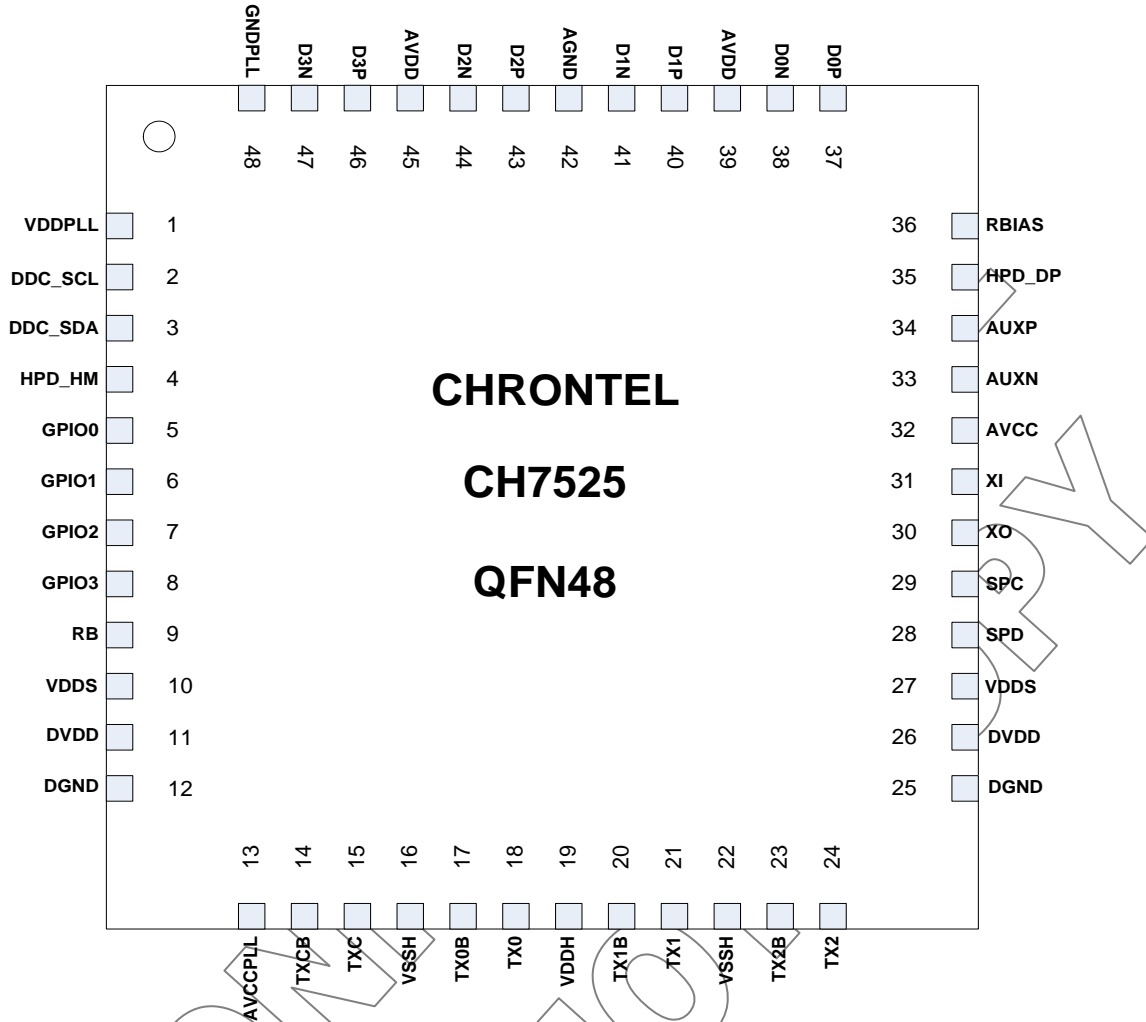 GNDPLL D3N D3P AVDD D2N D2P AGND D1N D1P AVDD D0N D0P
48 47 46 45 44 43 42 41 40 39 38 37
VDDPLL 1 36 RBIAS
DDC_SCL 2 35 HPD_DP
DDC_SDA 3 34 AUXP
HPD_HM 4 33 AUXN
CHRONTEL
GPIO0 5 32 AVCC
GPIO1 6 31 XI
CH7525
GPIO2 7 30 XO
GPIO3 8 29 SPC
QFN48
RB 9 28 SPD
VDDS 10 27 VDDS
DVDD 11 26 DVDD
DGND 12 25 DGND
13 14 15 16 17 18 19 20 21 22 23 24
AVCCPLL TXCB TXC VSSH TX0B TX0 VDDH TX1B TX1 VSSH TX2B TX2